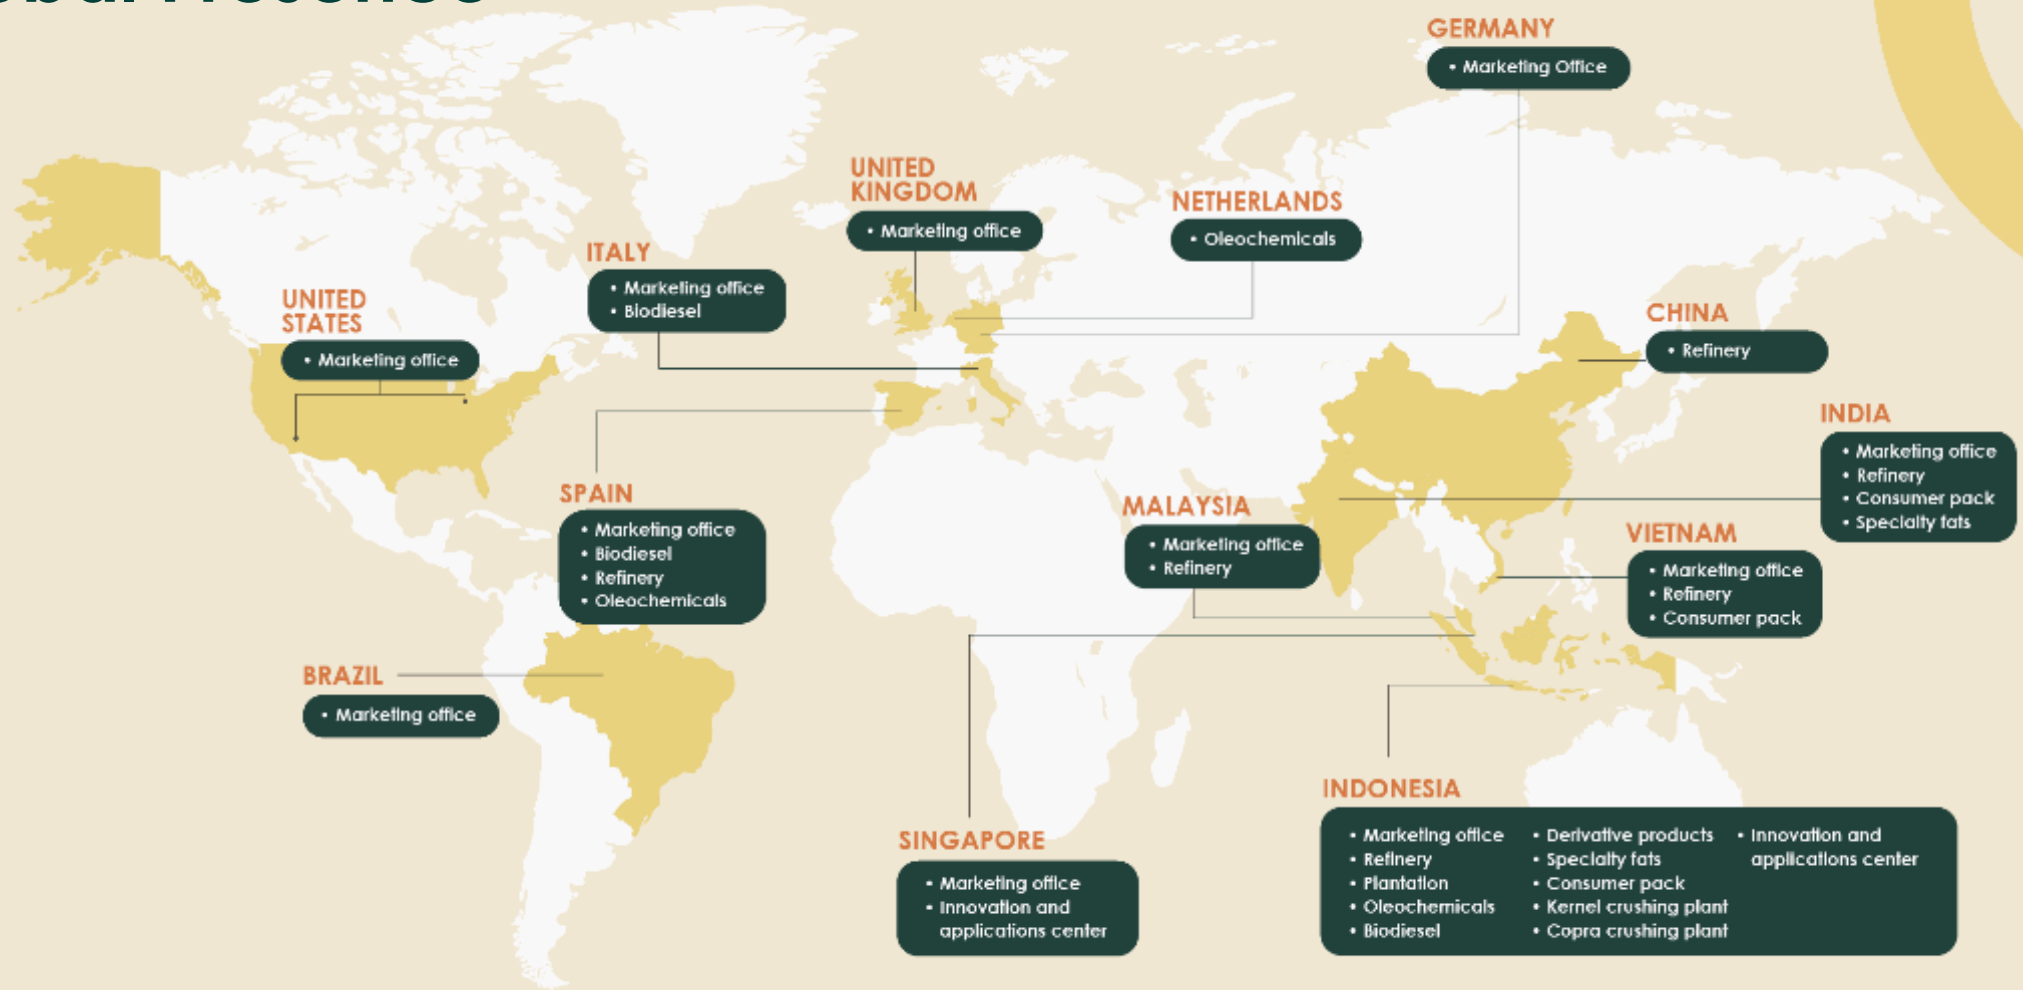 GERMANY
• Marketing Office
UNITED
KINGDOM
• Marketing office
NETHERLANDS
• Oleochemicals
ITALY
• Marketing office
• Biodiesel
UNITED
STATES
• Marketing office
CHINA
• Refinery
INDIA
• Marketing office
• Refinery
• Consumer pack
• Specialty fats
SPAIN
• Marketing office
• Biodiesel
• Refinery
• Oleochemicals
MALAYSIA
• Marketing office
• Refinery
VIETNAM
• Marketing office
• Refinery
• Consumer pack
BRAZIL
• Marketing office
SINGAPORE
• Marketing office
• Innovation and
applications center
INDONESIA
• Marketing office
• Refinery
• Plantation
• Oleochemicals
• Biodiesel
• Derivative products
• Specialty fats
• Consumer pack
• Kernel crushing plant
• Copra crushing plant
• Innovation and
applications center